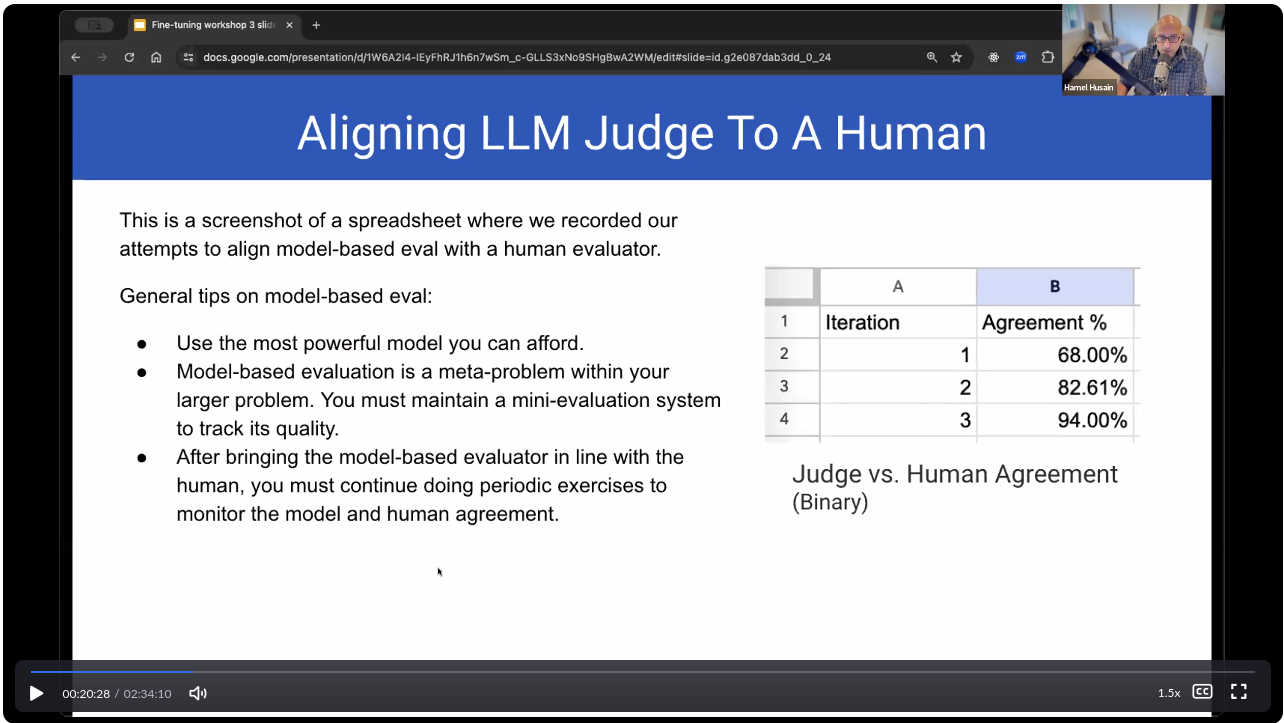 Fine-tuning workshop 3 slid
docs.google.com/presentation/d/1W6A2I4-IEyFhRJ1h6n7wSm_c-GLLS3xNo9SHgBwA2WM/edit#slide=id.g2e087dab3dd_0_24
zm
Hamel Husain
Aligning LLM Judge To A Human
This is a screenshot of a spreadsheet where we recorded our
attempts to align model-based eval with a human evaluator.
General tips on model-based eval:
● Use the most powerful model you can afford.
● Model-based evaluation is a meta-problem within your
larger problem. You must maintain a mini-evaluation system
to track its quality.
● After bringing the model-based evaluator in line with the
human, you must continue doing periodic exercises to
monitor the model and human agreement.
A B
1 Iteration Agreement %
2 1 68.00%
3 2 82.61%
4 3 94.00%
Judge vs. Human Agreement
(Binary)
00:20:28 / 02:34:10 1.5x CC